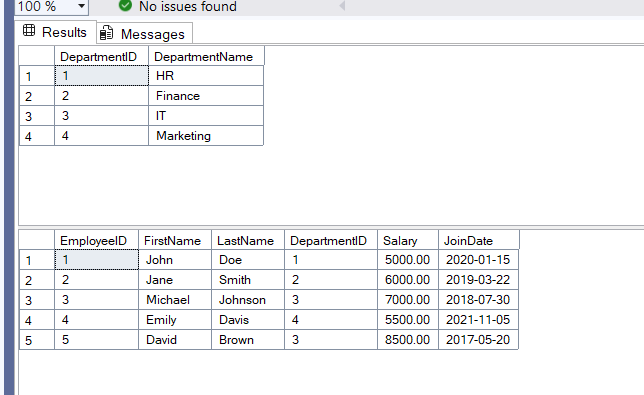 100 % No issues found
Results Messages
DepartmentID DepartmentName
1 1 HR
2 2 Finance
3 3 IT
4 4 Marketing
EmployeeID FirstName LastName DepartmentID Salary JoinDate
1 1 John Doe 1 5000.00 2020-01-15
2 2 Jane Smith 2 6000.00 2019-03-22
3 3 Michael Johnson 3 7000.00 2018-07-30
4 4 Emily Davis 4 5500.00 2021-11-05
5 5 David Brown 3 8500.00 2017-05-20